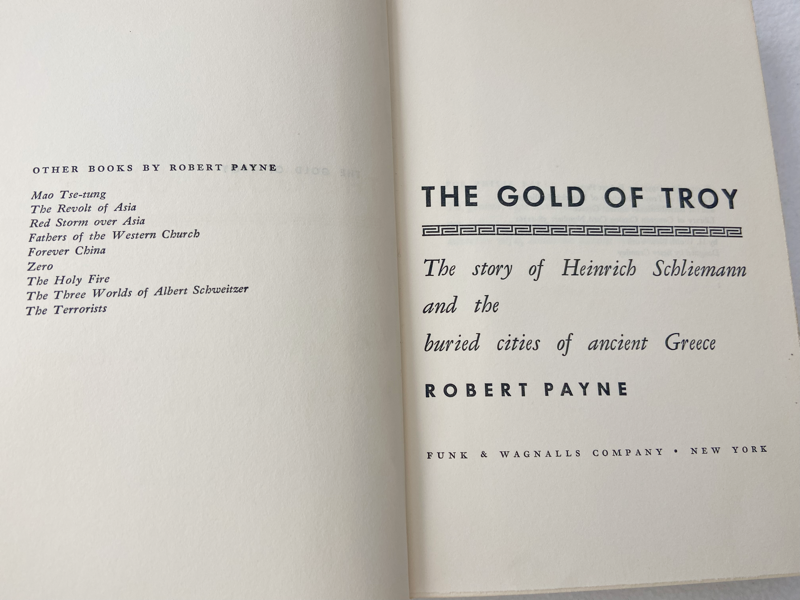 OTHER BOOKS BY ROBERT PAYNE
Mao Tse-tung
The Revolt of Asia
Red Storm over Asia
Fathers of the Western Church
Forever China
Zero
The Holy Fire
The Three Worlds of Albert Schweitzer
The Terrorists
THE GOLD OF TROY
The story of Heinrich Schliemann
and the
buried cities of ancient Greece
ROBERT PAYNE
FUNK & WAGNALLS COMPANY • NEW YORK